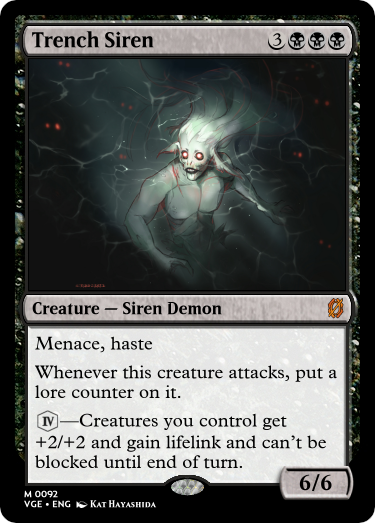 Trench Siren 3
Creature — Siren Demon
Menace, haste
Whenever this creature attacks, put a
lore counter on it.
IV—Creatures you control get
+2/+2 and gain lifelink and can't be
blocked until end of turn.
6/6
M 0092
VGE • ENG Kat Hayashida